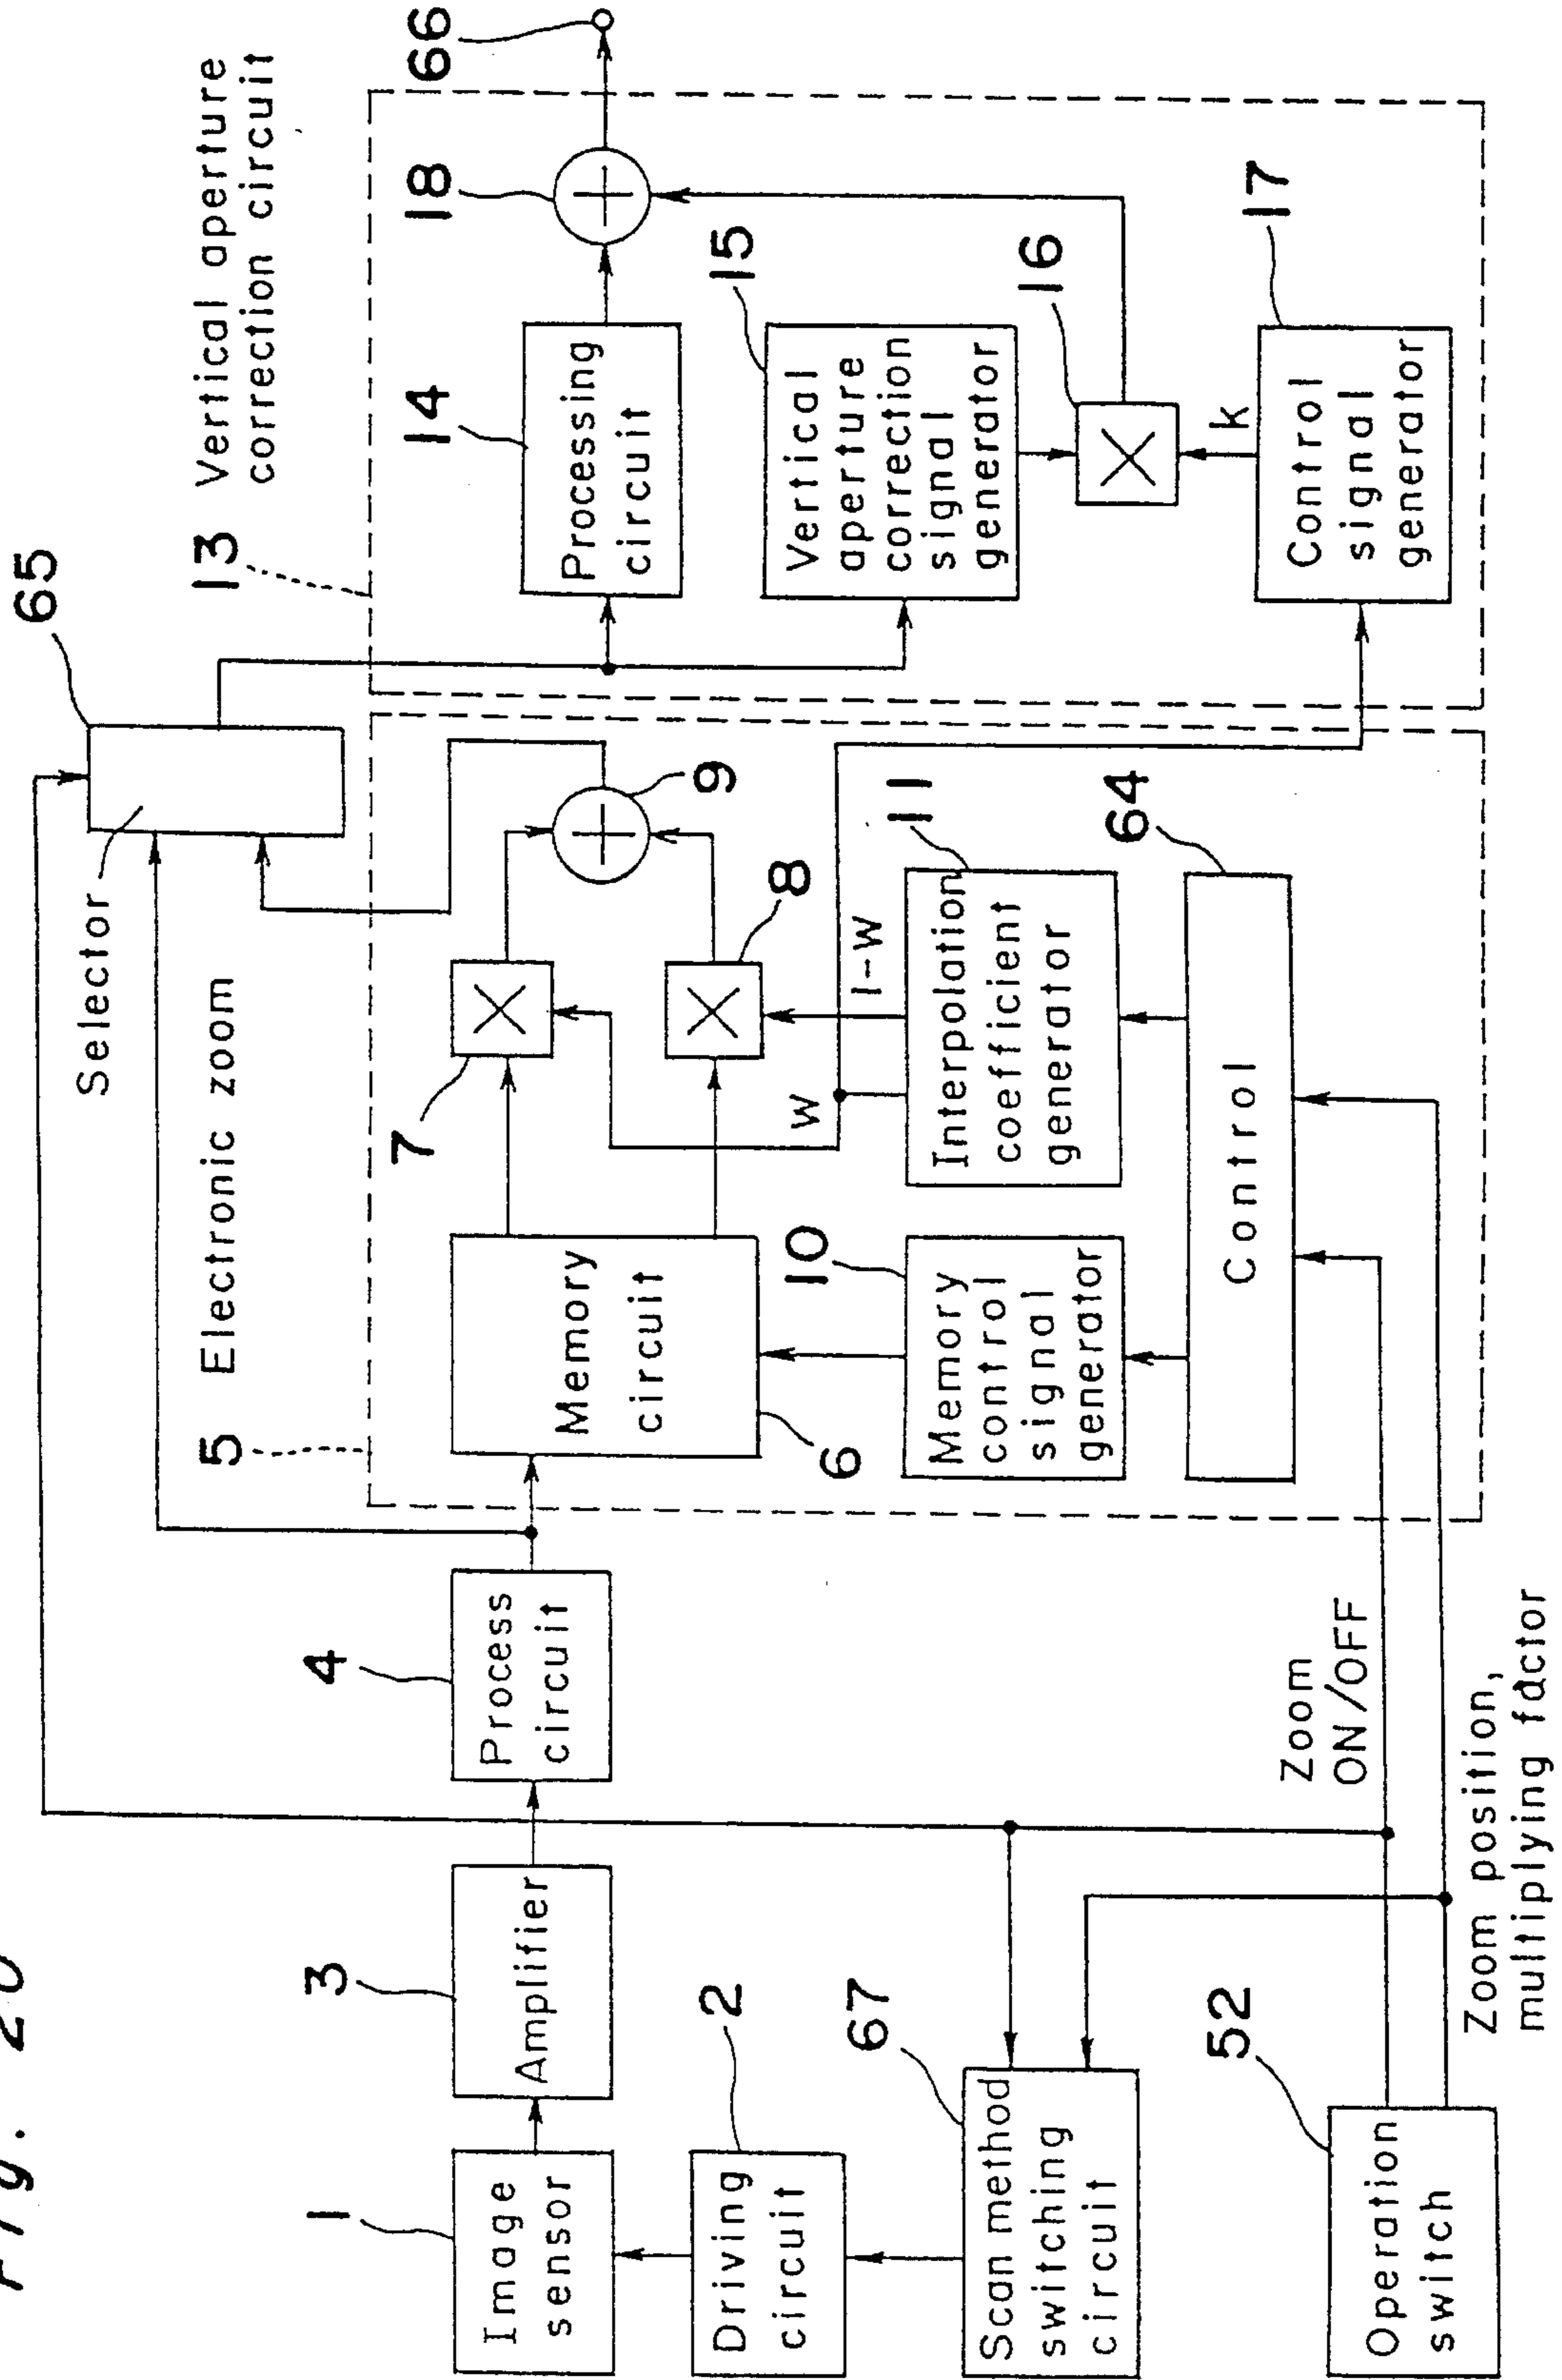 Fig. 20
1
Image
sensor
3
Amplifier
4
Process
circuit
2
Driving
circuit
67
Scan method
switching
circuit
52
Operation
switch
Zoom
ON/OFF
Zoom position,
multiplying fdctor
5 Electronic zoom
Memory
circuit
6
7
8
9
W
1-W
10
Memory
control
signal
generator
11
Interpolation
coefficient
generator
64
Control
Selector
65
13 Vertical aperture
correction circuit
14
Processing
circuit
18
66
15
Vertical
aperture
correction
signal
generator
16
k
17
Control
signal
generator